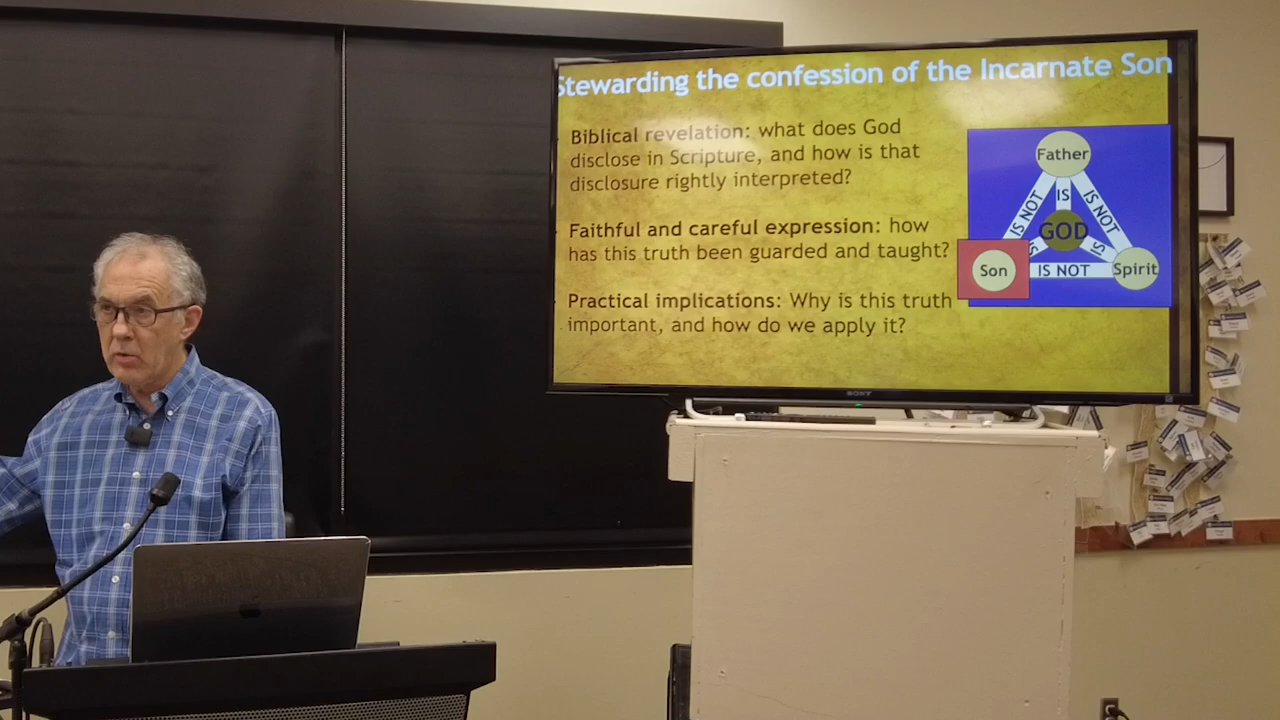 Stewarding the confession of the Incarnate Son
Biblical revelation: what does God
disclose in Scripture, and how is that
disclosure rightly interpreted?
Faithful and careful expression: how
has this truth been guarded and taught?
Practical implications: Why is this truth
important, and how do we apply it?
Father
IS
IS NOT
IS NOT
GOD
IS
IS
Son
IS NOT
Spirit
SONY